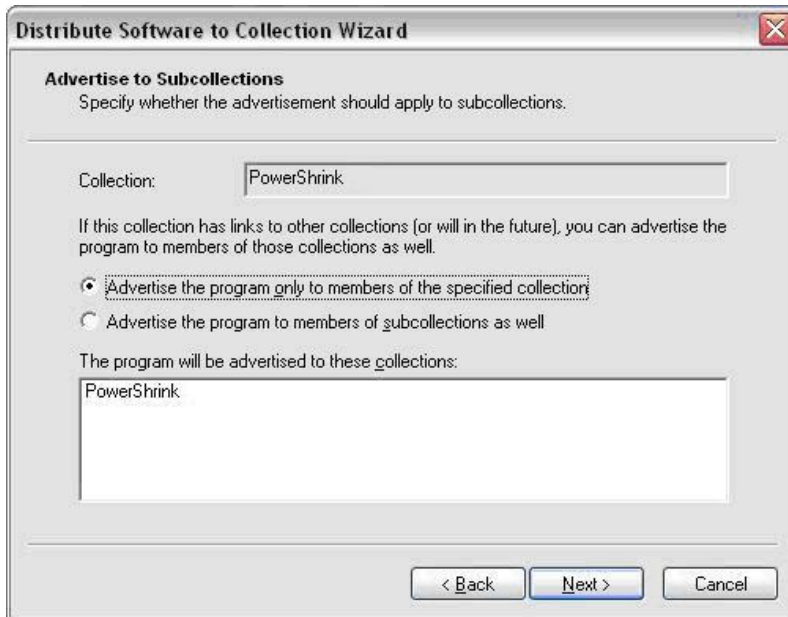 Distribute Software to Collection Wizard
Advertise to Subcollections
Specify whether the advertisement should apply to subcollections.
Collection: PowerShrink
If this collection has links to other collections (or will in the future), you can advertise the
program to members of those collections as well.
Advertise the program only to members of the specified collection
Advertise the program to members of subcollections as well
The program will be advertised to these collections:
PowerShrink
< Back Next > Cancel